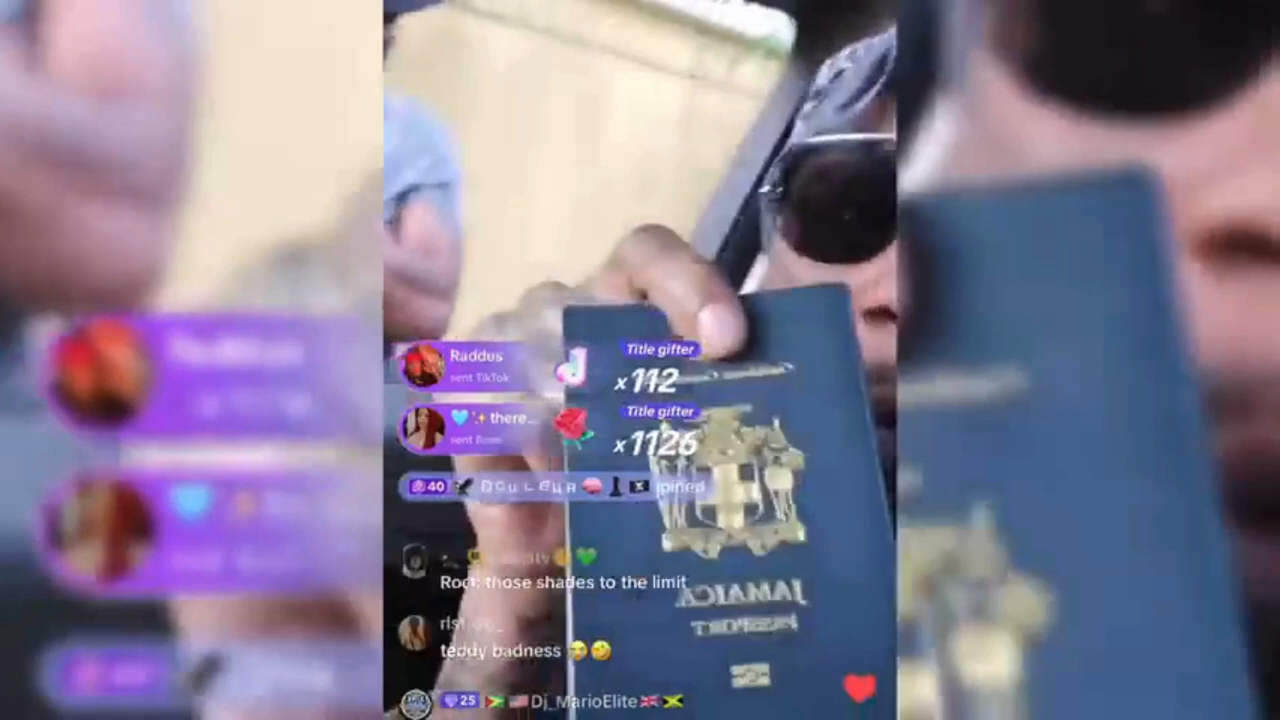 Raddus
sent TikTok
Title gifter
x112
there...
sent Rose
Title gifter
x1126
40
joined
Rock those shades to the limit
teddy badness 😂🤣
JAMAICA
PASSPORT
25 🇬🇾🇺🇸Dj_MarioElite🇬🇧🇯🇲